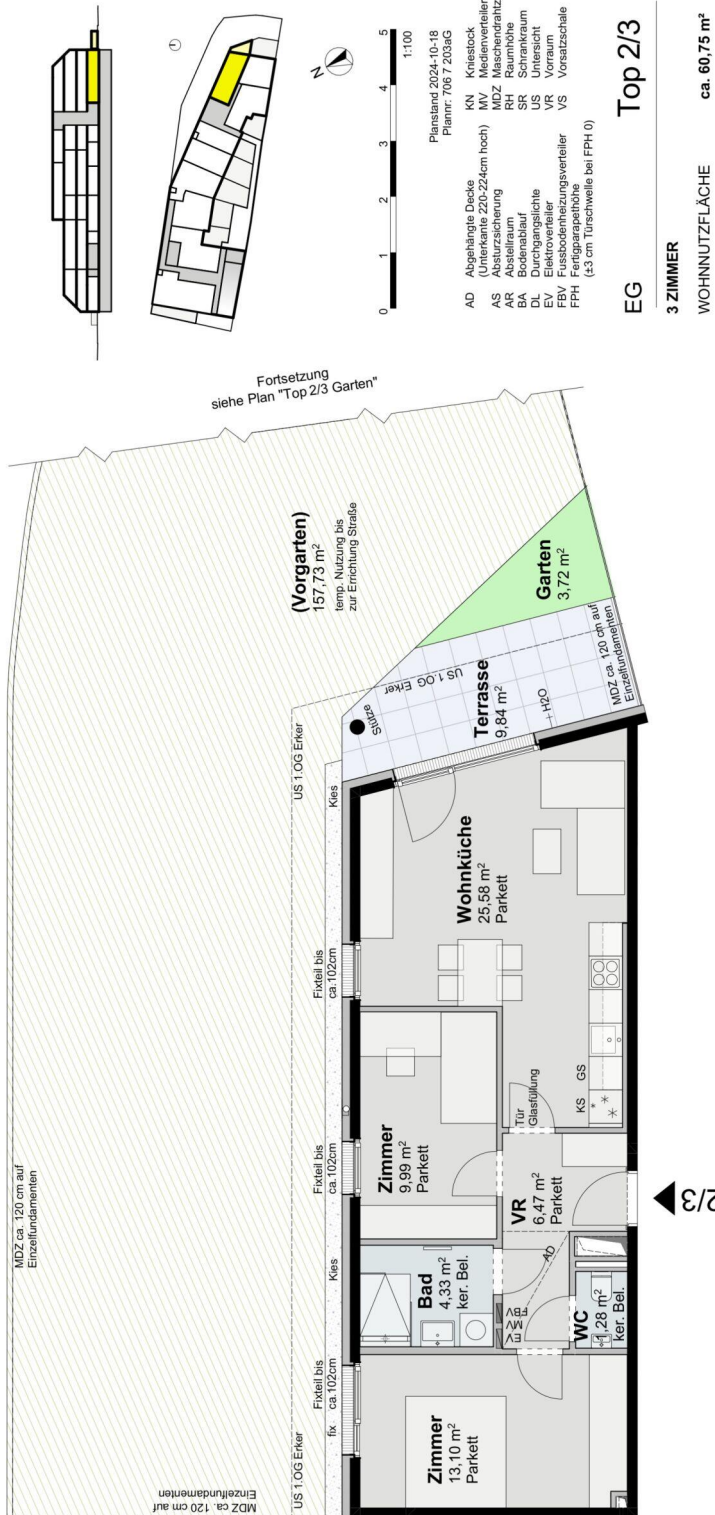 MDZ ca. 120 cm auf
Einzelfundamenten
Fortsetzung
siehe Plan "Top 2/3 Garten"
(Vorgarten)
157,73 m²
temp. Nutzung bis
zur Errichtung Straße
MDZ ca. 120 cm auf
Einzelfundamenten
US 1.OG Erker
US 1.OG Erker
Kies
Kies
fix
Fixteil bis
ca.102cm
Fixteil bis
ca.102cm
Fixteil bis
ca.102cm
Stütze
US 1.OG Erker
Terrasse
9,84 m²
H2O
Garten
3,72 m²
MDZ ca. 120 cm auf
Einzelfundamenten
Wohnküche
25,58 m²
Parkett
Zimmer
9,99 m²
Parkett
Tür
Glasfüllung
KS
GS
VR
6,47 m²
Parkett
AD
Bad
4,33 m²
ker. Bel.
EV
MV
FBV
WC
1,28 m²
ker. Bel.
Zimmer
13,10 m²
Parkett
2/3
N
0 1 2 3 4 5
1:100
Planstand 2024-10-18
Plannr: 706 7 203aG
AD Abgehängte Decke
(Unterkante 220-224cm hoch)
AS Absturzsicherung
AR Abstellraum
BA Bodenablauf
DL Durchgangslichte
EV Elektroverteiler
FBV Fussbodenheizungsverteiler
FPH Fertigparapethöhe
(±3 cm Türschwelle bei FPH 0)
KN Kniestock
MV Medienverteiler
MDZ Maschendrahtz
RH Raumhöhe
SR Schrankraum
US Untersicht
VR Vorraum
VS Vorsatzschale
EG Top 2/3
3 ZIMMER
WOHNNUTZFLÄCHE ca. 60,75 m²